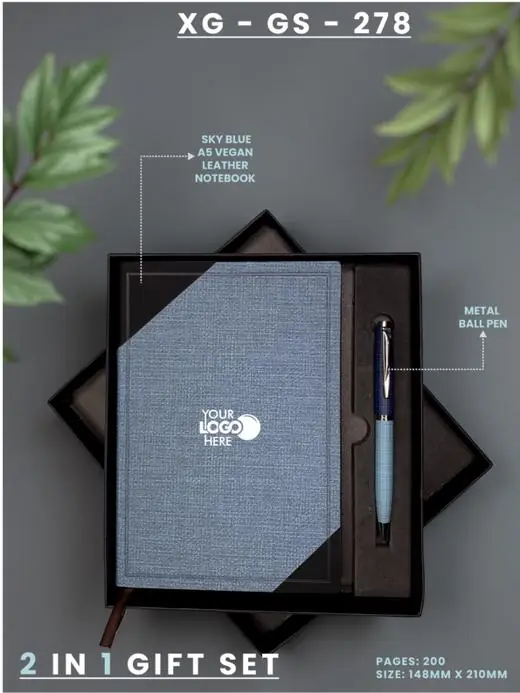 XG - GS - 278
SKY BLUE
A5 VEGAN
LEATHER
NOTEBOOK
METAL
BALL PEN
YOUR
LOGO
HERE
2 IN 1 GIFT SET
PAGES: 200
SIZE: 148MM X 210MM